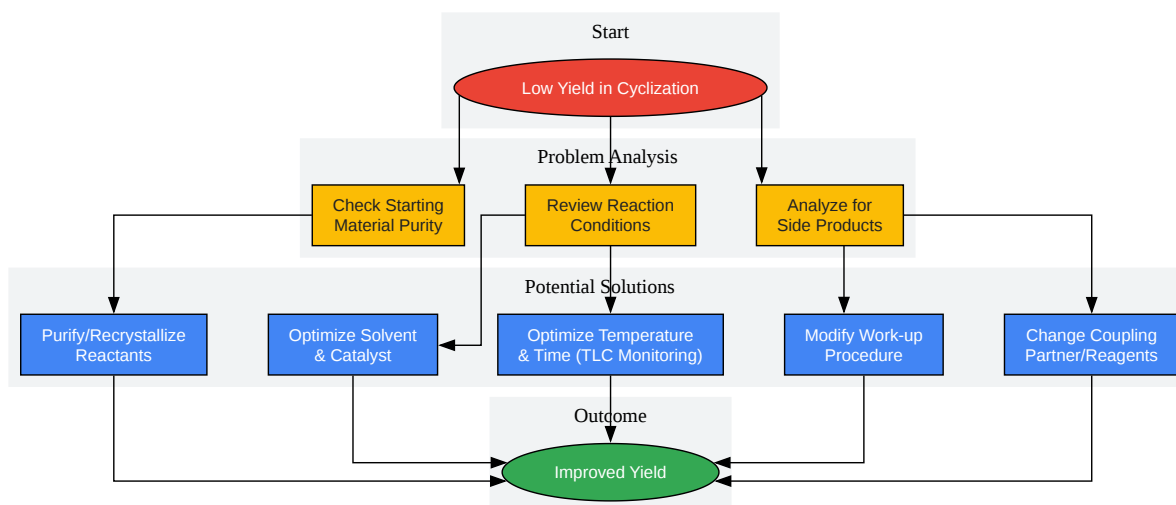 Start
Low Yield in Cyclization
Problem Analysis
Check Starting
Material Purity
Review Reaction
Conditions
Analyze for
Side Products
Potential Solutions
Purify/Recrystallize
Reactants
Optimize Solvent
& Catalyst
Optimize Temperature
& Time (TLC Monitoring)
Modify Work-up
Procedure
Change Coupling
Partner/Reagents
Outcome
Improved Yield